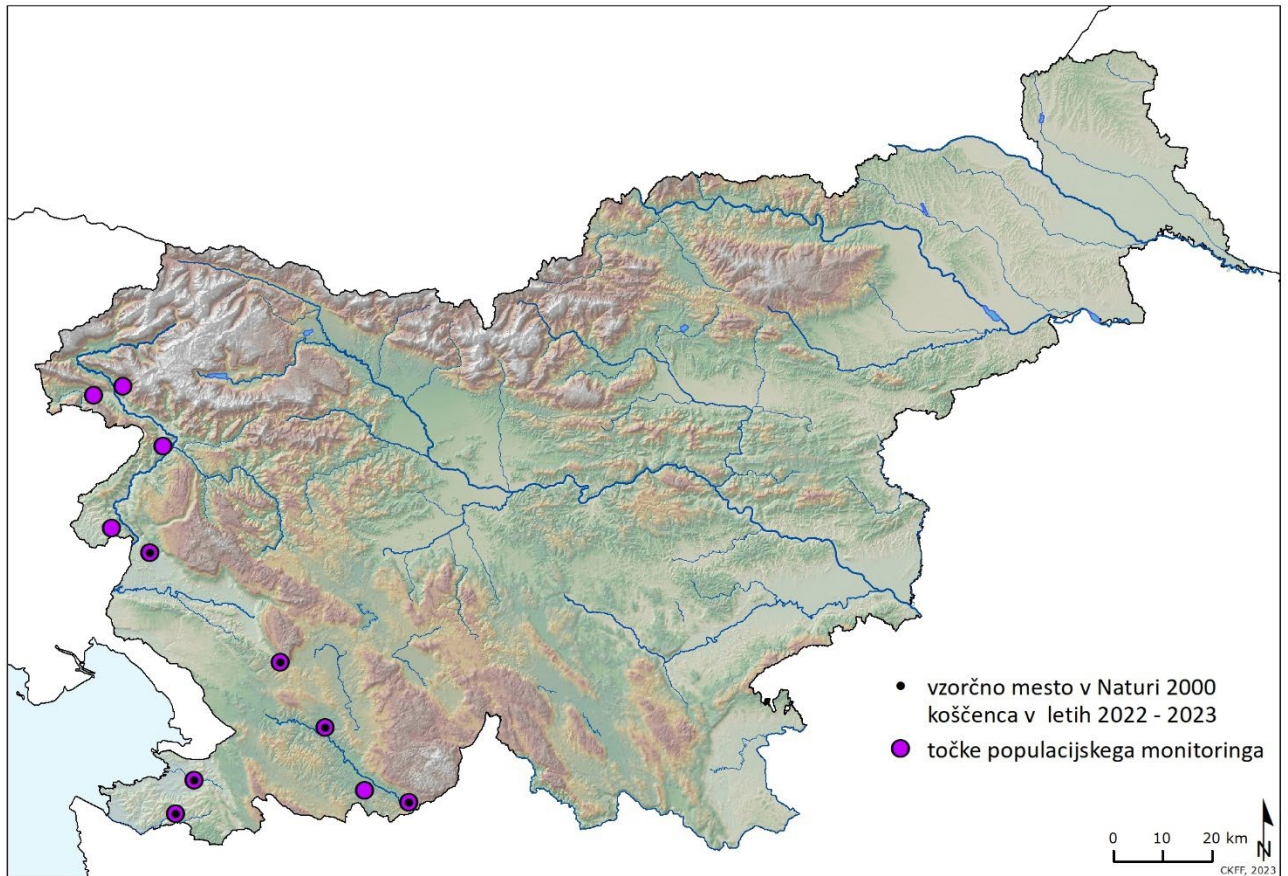 vzorčno mesto v Naturi 2000
koščenca v letih 2022 - 2023
točke populacijskega monitoringa
0 10 20 km
N
CKFF, 2023